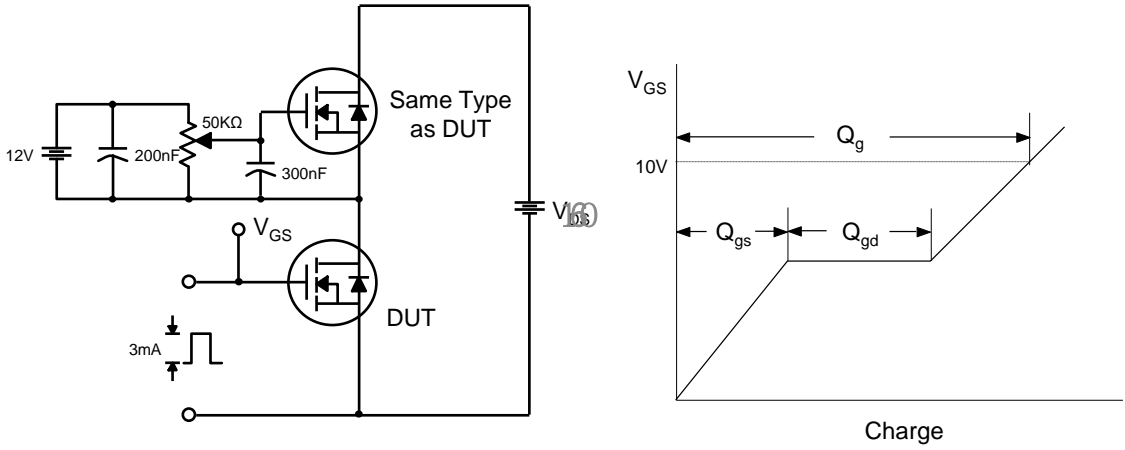 12V
200nF
50KΩ
300nF
Same Type
as DUT
V_GS
DUT
3mA
V_GS
10V
Q_g
Q_gs
Q_gd
Charge